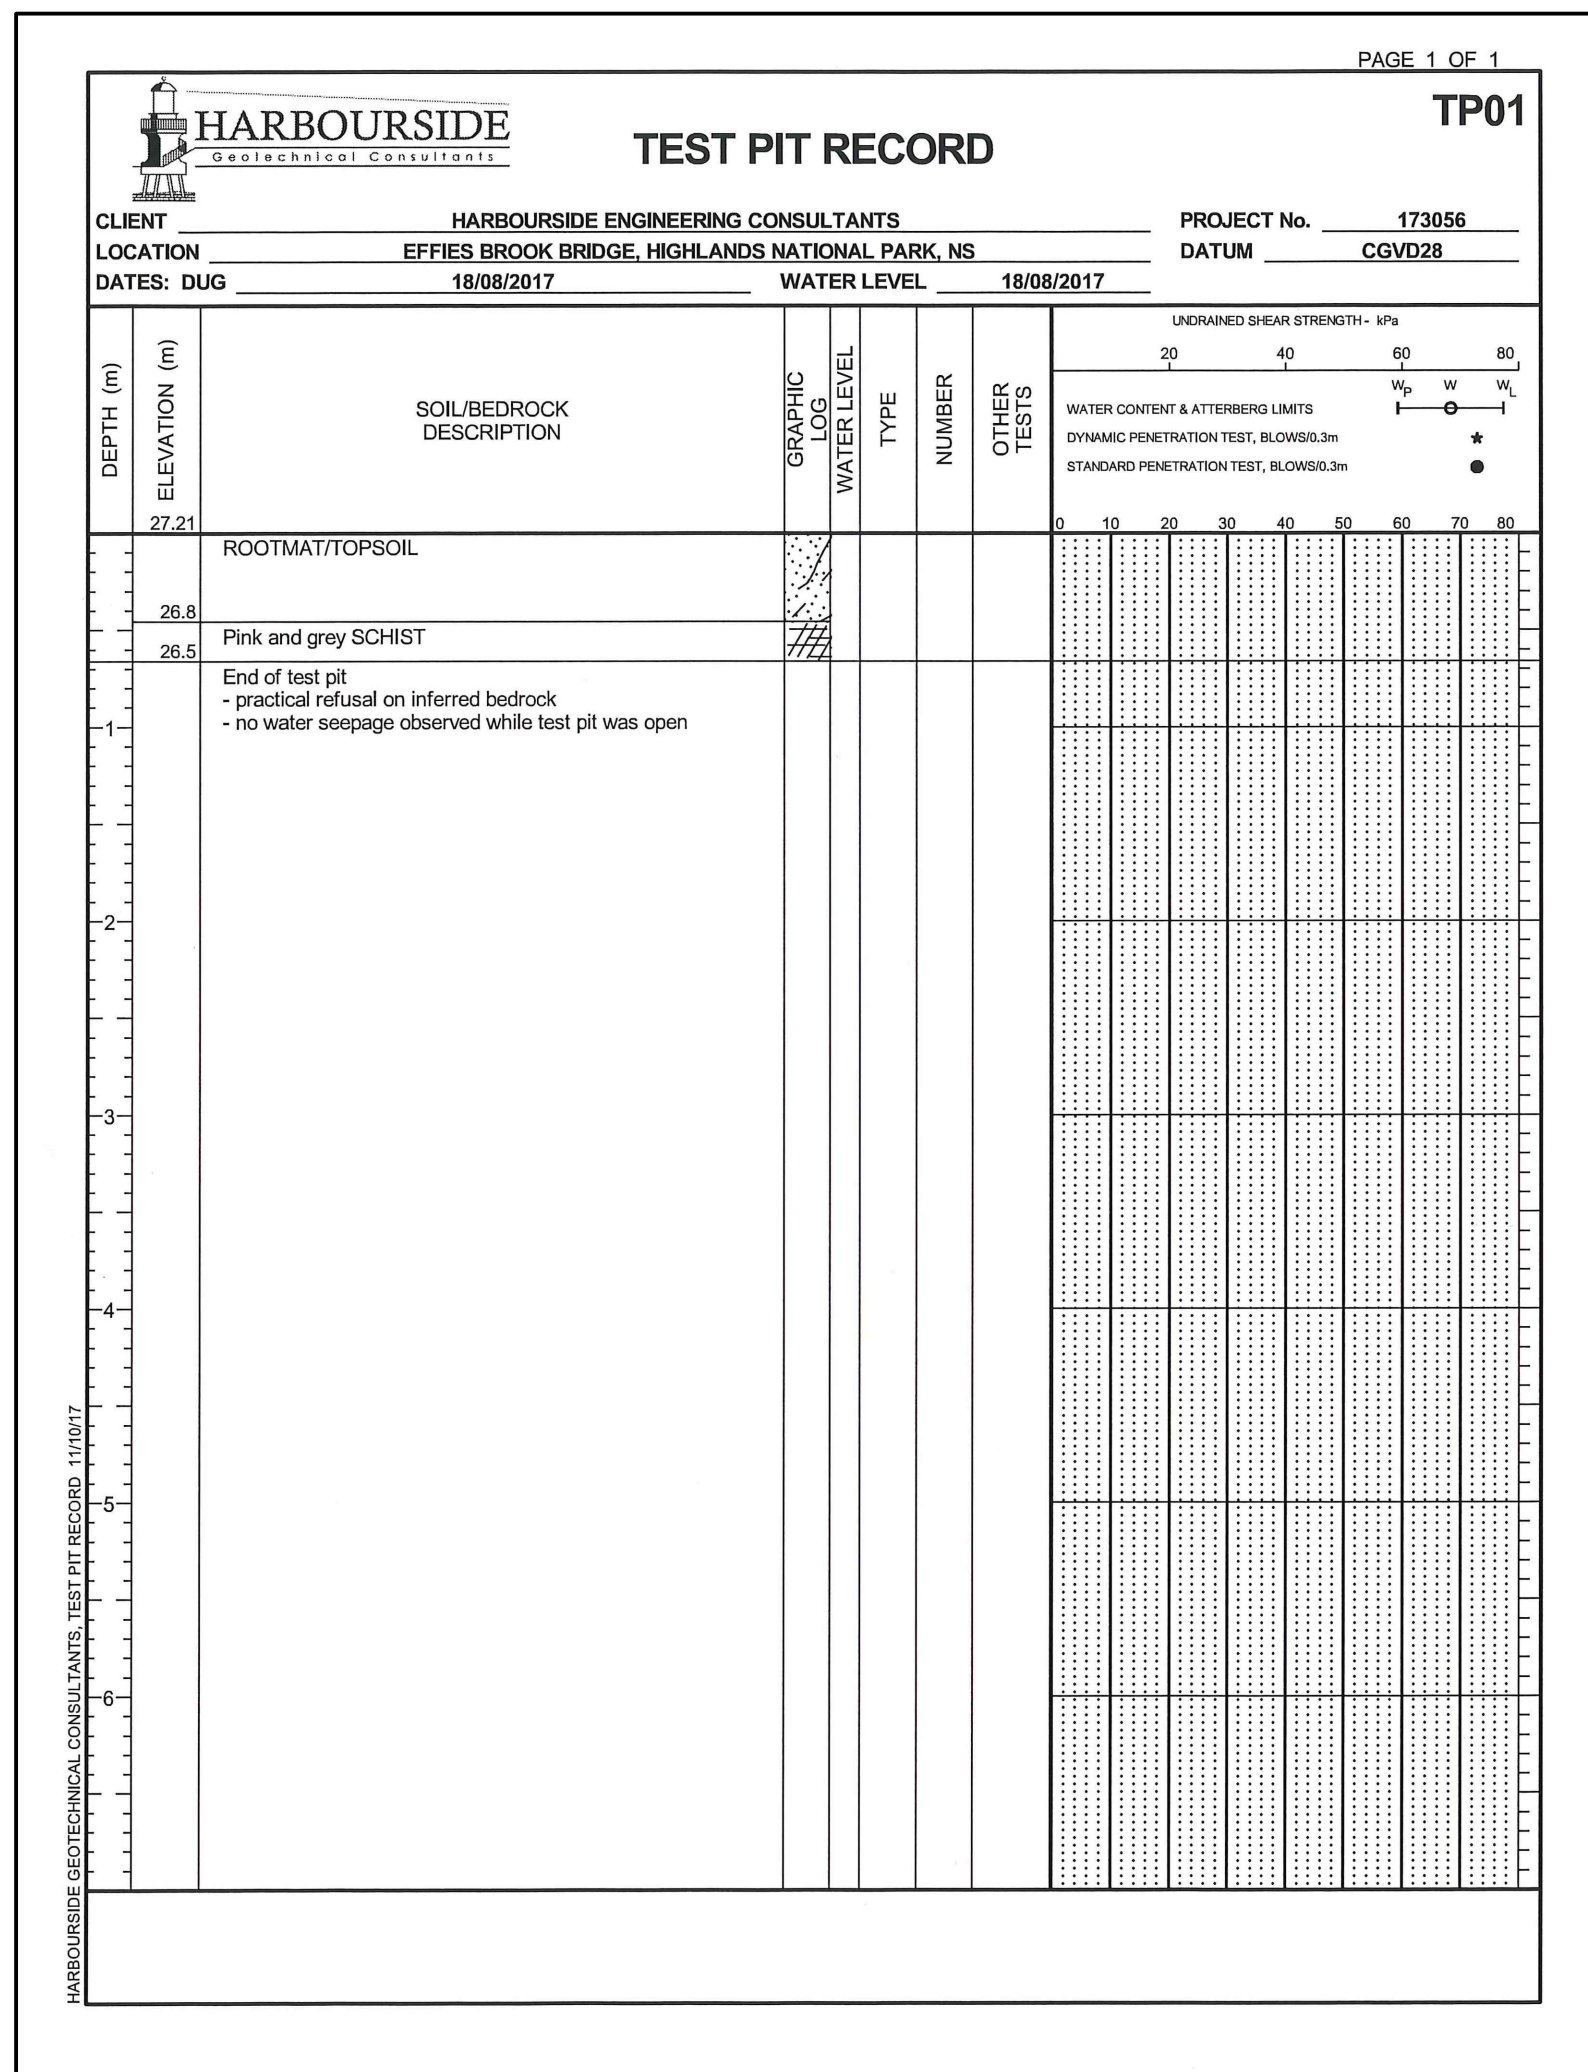 PAGE 1 OF 1
TP01
HARBOURSIDE
Geotechnical Consultants
TEST PIT RECORD
CLIENT HARBOURSIDE ENGINEERING CONSULTANTS PROJECT No. 173056
LOCATION EFFIES BROOK BRIDGE, HIGHLANDS NATIONAL PARK, NS DATUM CGVD28
DATES: DUG 18/08/2017 WATER LEVEL 18/08/2017
DEPTH (m)
ELEVATION (m)
SOIL/BEDROCK
DESCRIPTION
GRAPHIC
LOG
WATER LEVEL
TYPE
NUMBER
OTHER
TESTS
UNDRAINED SHEAR STRENGTH - kPa
20 40 60 80
WP W WL
WATER CONTENT & ATTERBERG LIMITS
DYNAMIC PENETRATION TEST, BLOWS/0.3m ★
STANDARD PENETRATION TEST, BLOWS/0.3m ●
27.21
0 10 20 30 40 50 60 70 80
ROOTMAT/TOPSOIL
26.8
Pink and grey SCHIST
26.5
End of test pit
- practical refusal on inferred bedrock
- no water seepage observed while test pit was open
1
2
3
4
5
6
HARBOURSIDE GEOTECHNICAL CONSULTANTS, TEST PIT RECORD 11/10/17